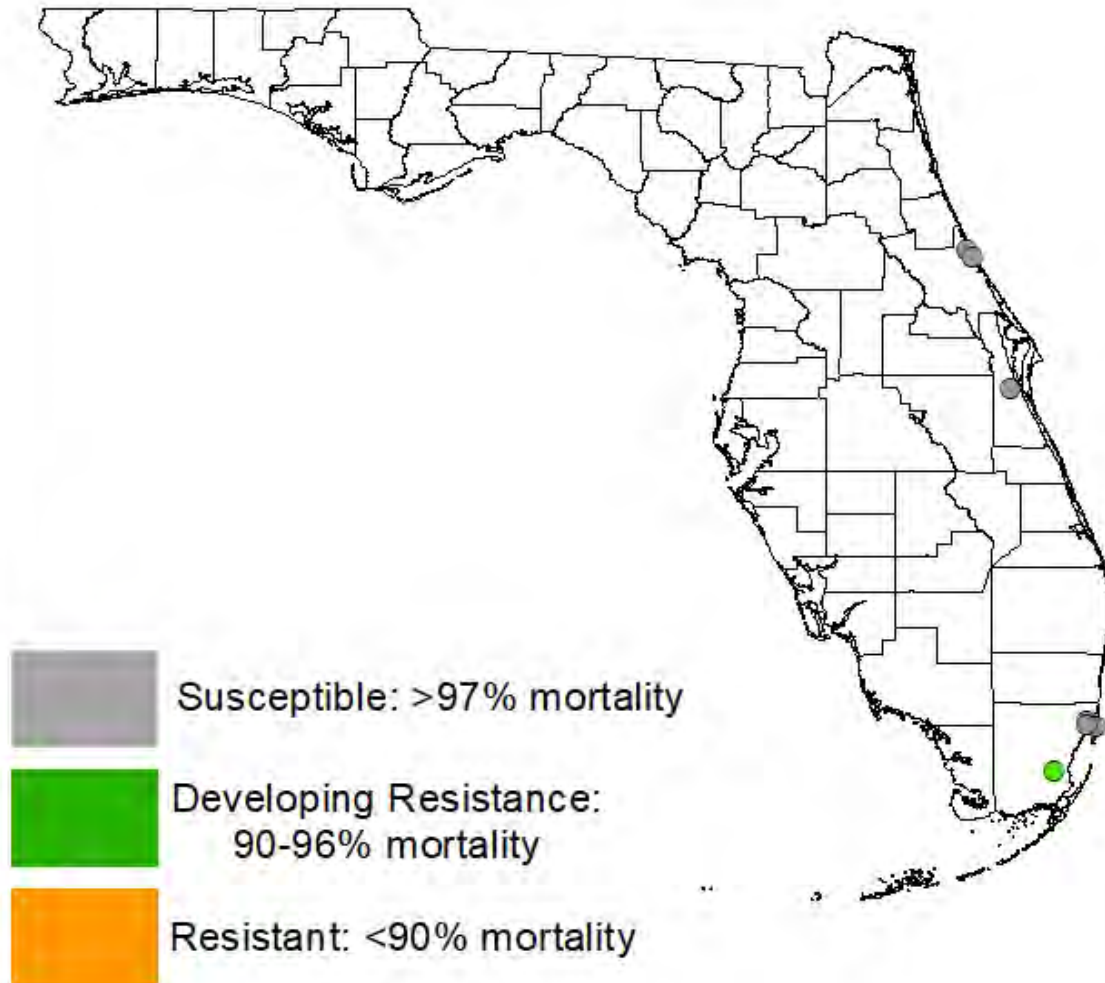 Susceptible: >97% mortality
Developing Resistance:
90-96% mortality
Resistant: <90% mortality